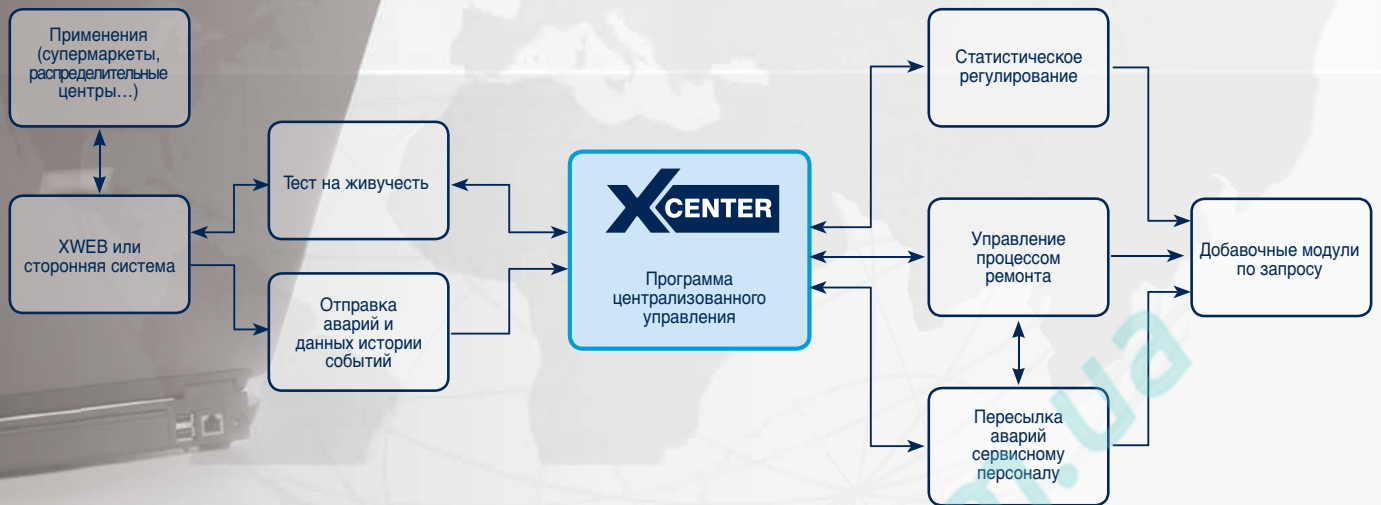 Применения
(супермаркеты,
распределительные
центры...)
XWEB или
сторонняя система
Тест на живучесть
Отправка
аварий и
данных истории
событий
XCENTER
Программа
централизованного
управления
Статистическое
регулирование
Управление
процессом
ремонта
Пересылка
аварий
сервисному
персоналу
Добавочные модули
по запросу
.ua